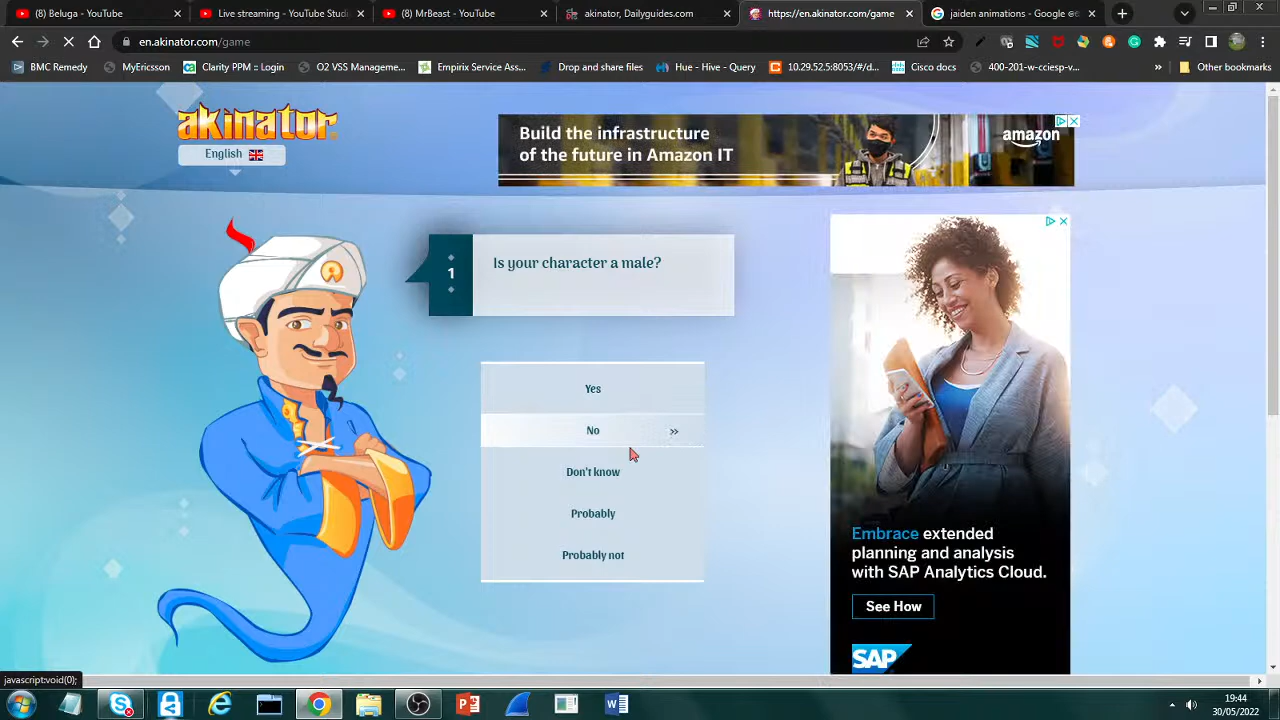 (8) Beluga - YouTube
Live streaming - YouTube Studi
(8) MrBeast - YouTube
akinator, Dailyguides.com
https://en.akinator.com/game
jaiden animations - Google
en.akinator.com/game
BMC Remedy
MyEricsson
Clarity PPM :: Login
O2 VSS Manageme...
Emprix Service Ass...
Drop and share files
Hue - Hive - Query
10.29.52.5:8053/#/d...
Cisco docs
400-201-w-cciesp-v...
»
Other bookmarks
akinator
English
Build the infrastructure
of the future in Amazon IT
amazon
1
Is your character a male?
Yes
No »
Don't know
Probably
Probably not
Embrace extended
planning and analysis
with SAP Analytics Cloud.
See How
SAP
javascript:void(0);
19:44
30/05/2022